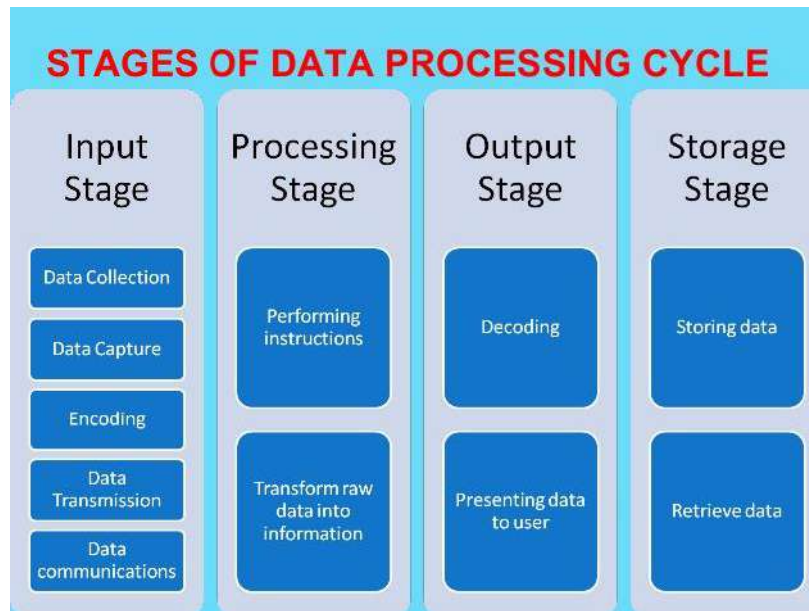 STAGES OF DATA PROCESSING CYCLE
Input
Stage
Data Collection
Data Capture
Encoding
Data
Transmission
Data
communications
Processing
Stage
Performing
instructions
Transform raw
data into
information
Output
Stage
Decoding
Presenting data
to user
Storage
Stage
Storing data
Retrieve data